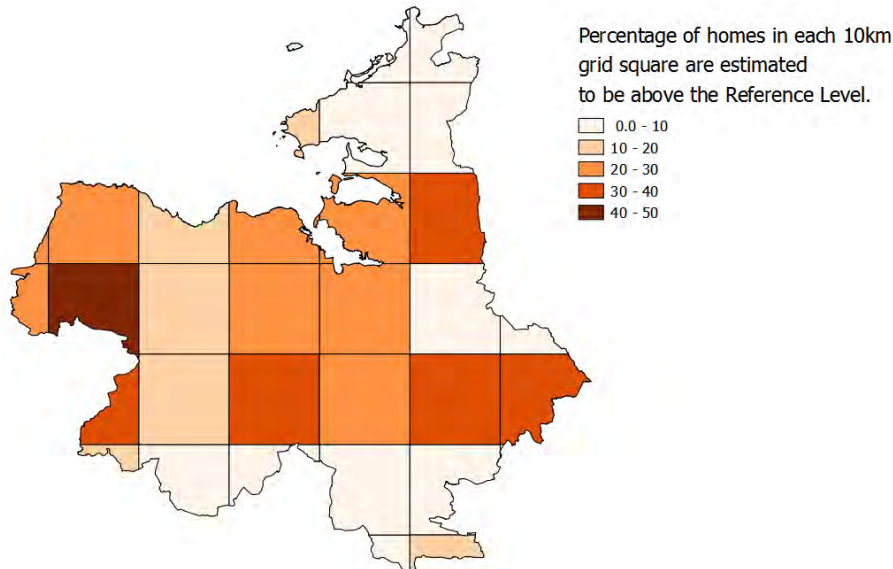 Percentage of homes in each 10km
grid square are estimated
to be above the Reference Level.
0.0 - 10
10 - 20
20 - 30
30 - 40
40 - 50